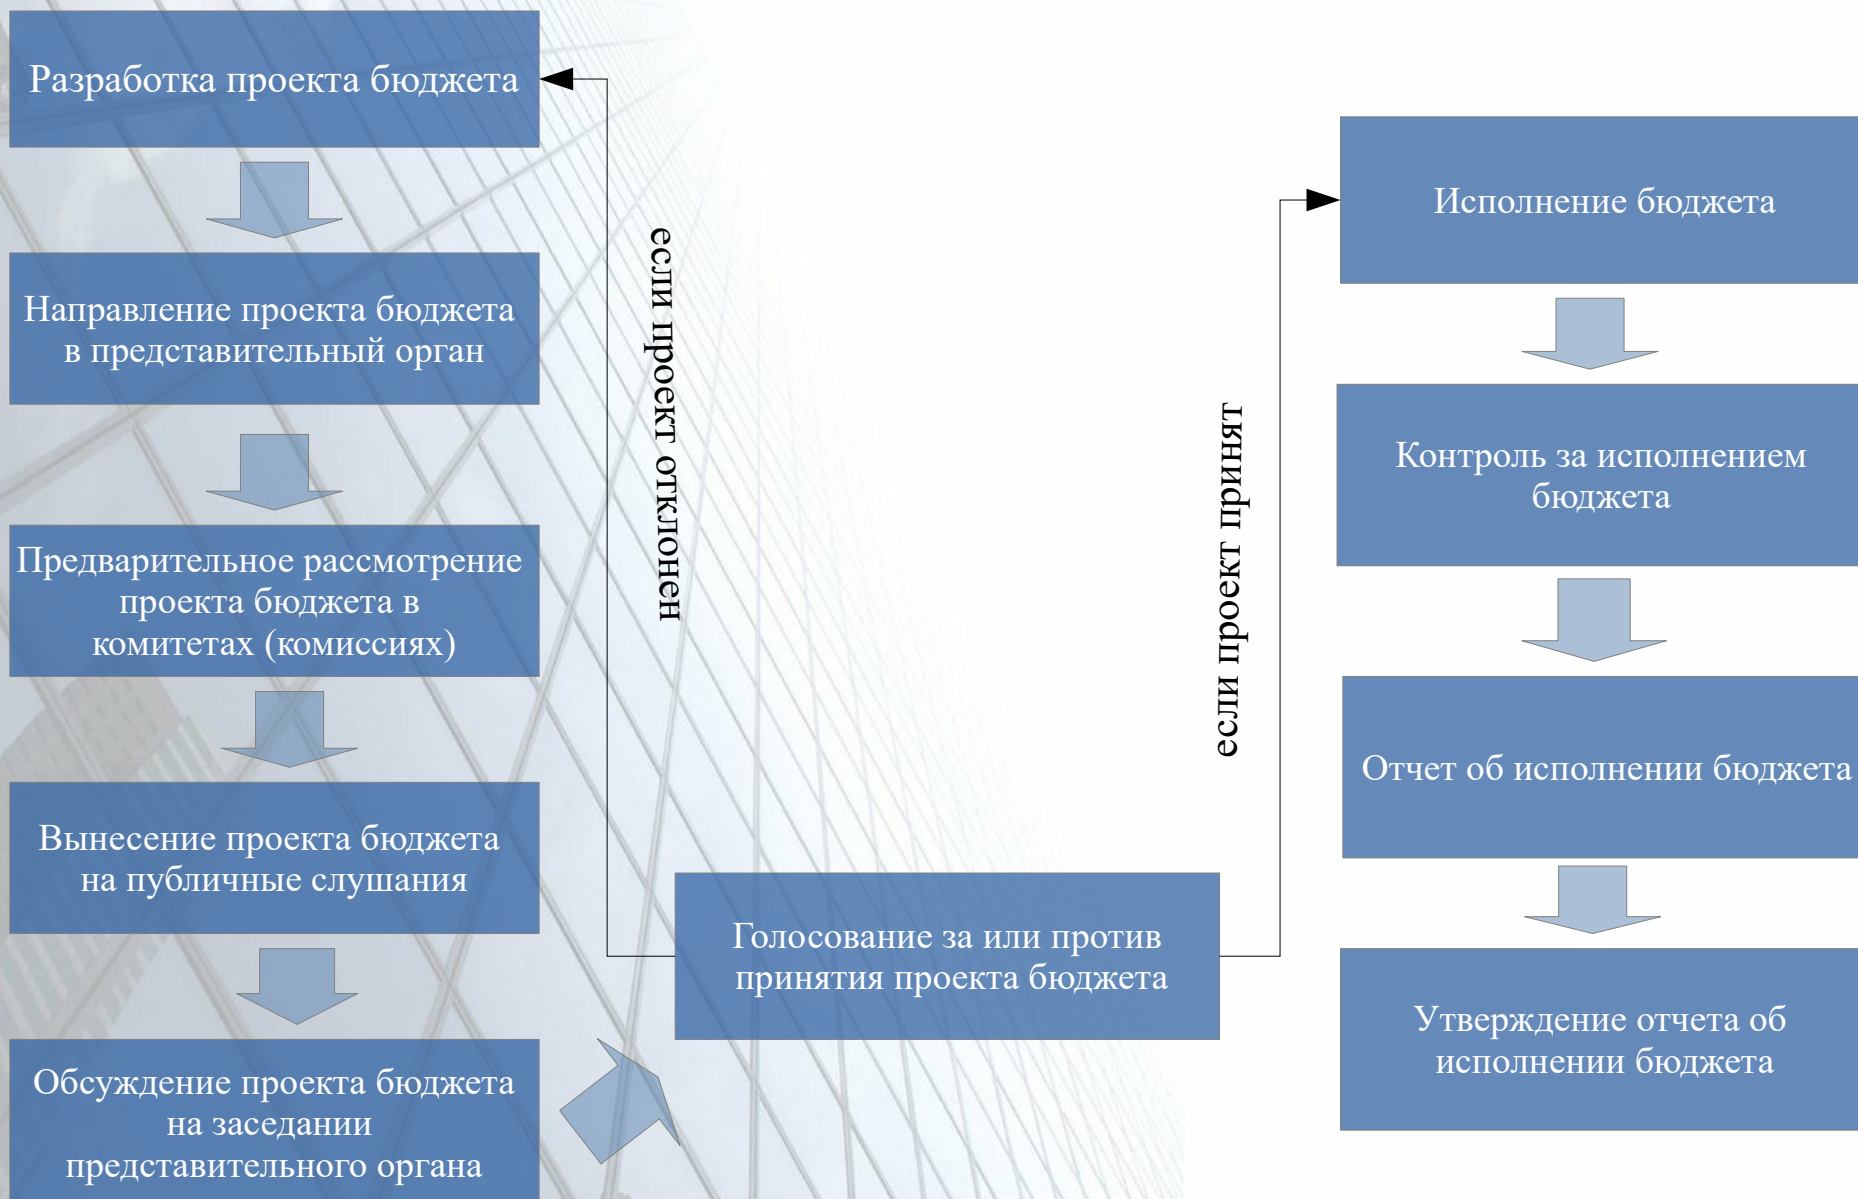 Разработка проекта бюджета
Направление проекта бюджета
в представительный орган
Предварительное рассмотрение
проекта бюджета в
комитетах (комиссиях)
Вынесение проекта бюджета
на публичные слушания
Обсуждение проекта бюджета
на заседании
представительного органа
если проект отклонен
Голосование за или против
принятия проекта бюджета
если проект принят
Исполнение бюджета
Контроль за исполнением
бюджета
Отчет об исполнении бюджета
Утверждение отчета об
исполнении бюджета